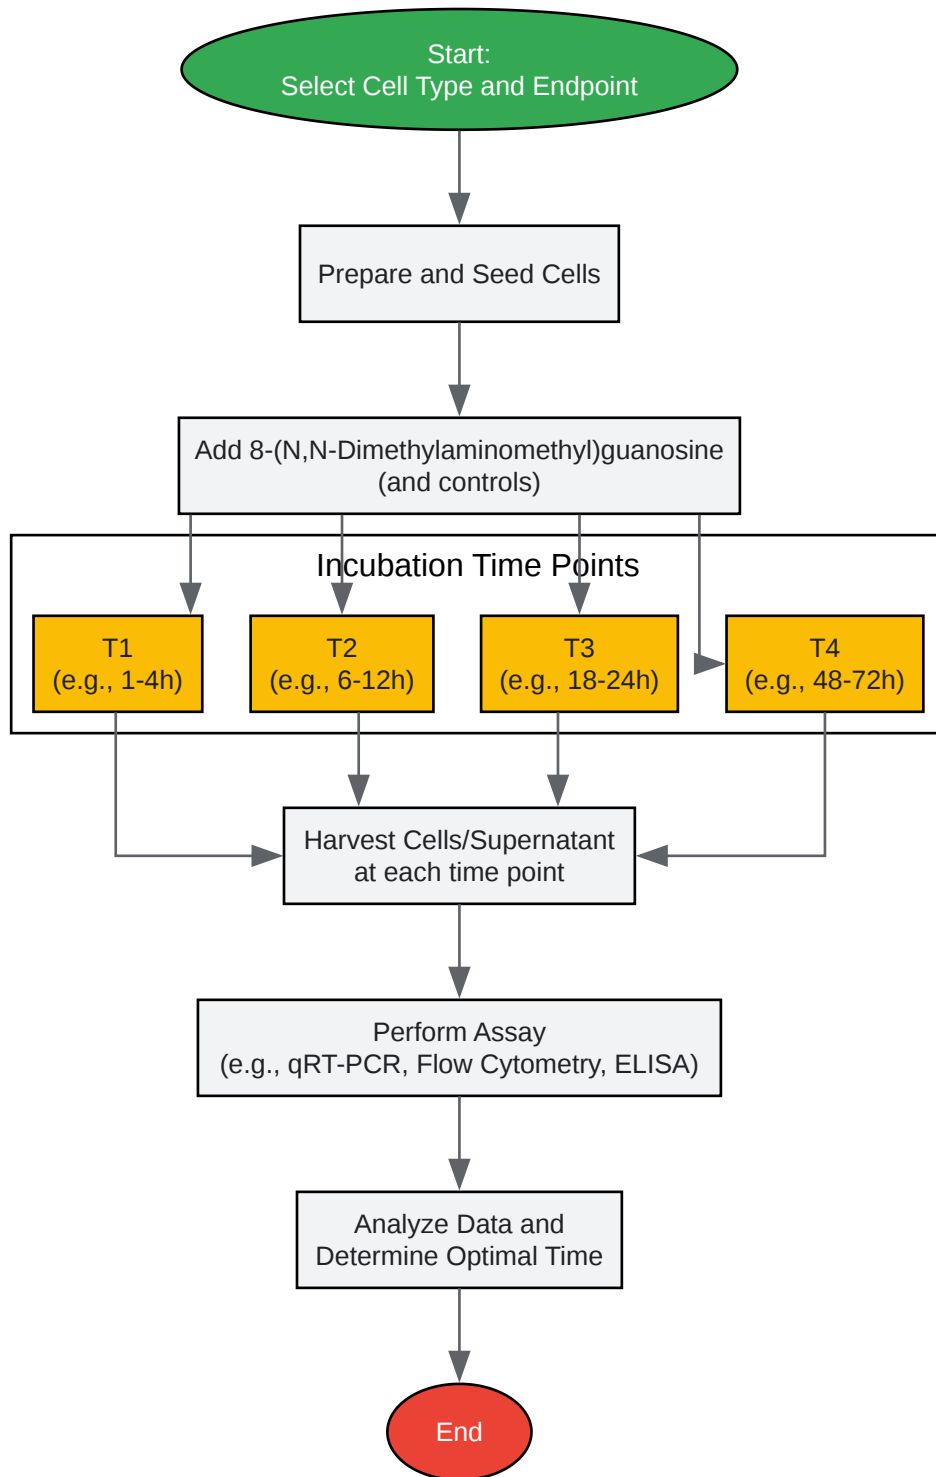 Start:
Select Cell Type and Endpoint
Prepare and Seed Cells
Add 8-(N,N-Dimethylaminomethyl)guanosine
(and controls)
Incubation Time Points
T1
(e.g., 1-4h)
T2
(e.g., 6-12h)
T3
(e.g., 18-24h)
T4
(e.g., 48-72h)
Harvest Cells/Supernatant
at each time point
Perform Assay
(e.g., qRT-PCR, Flow Cytometry, ELISA)
Analyze Data and
Determine Optimal Time
End